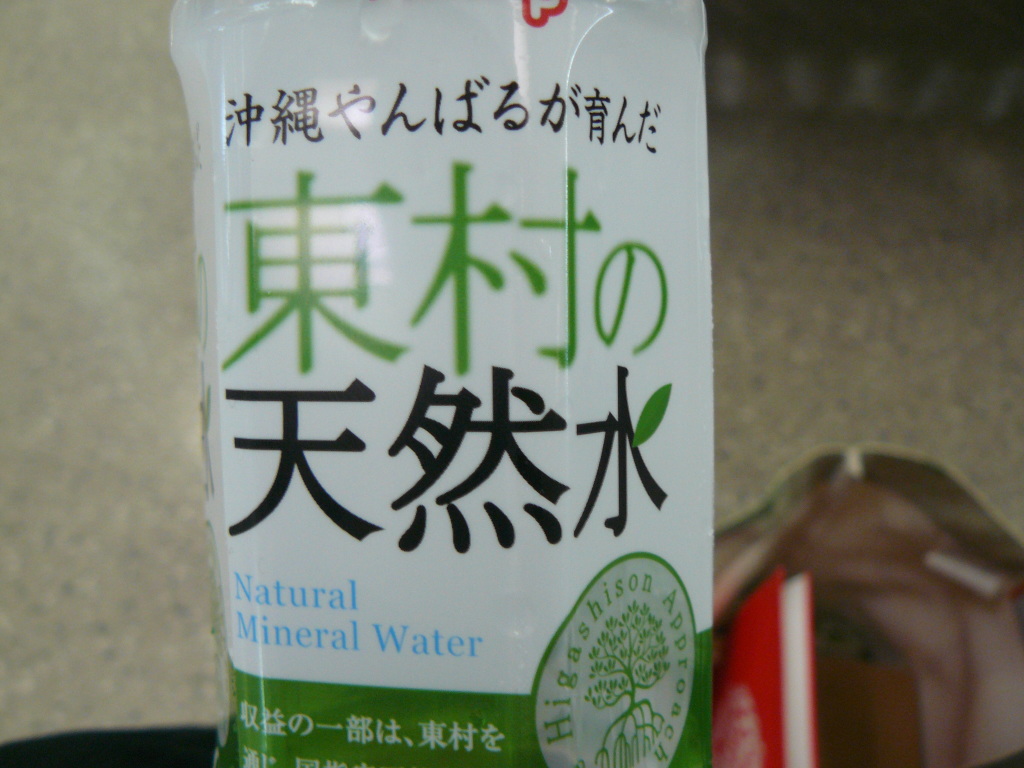 沖縄やんばるが育んだ
東村の
天然水
Natural
Mineral Water
Higashison Approach
収益の一部は、東村を